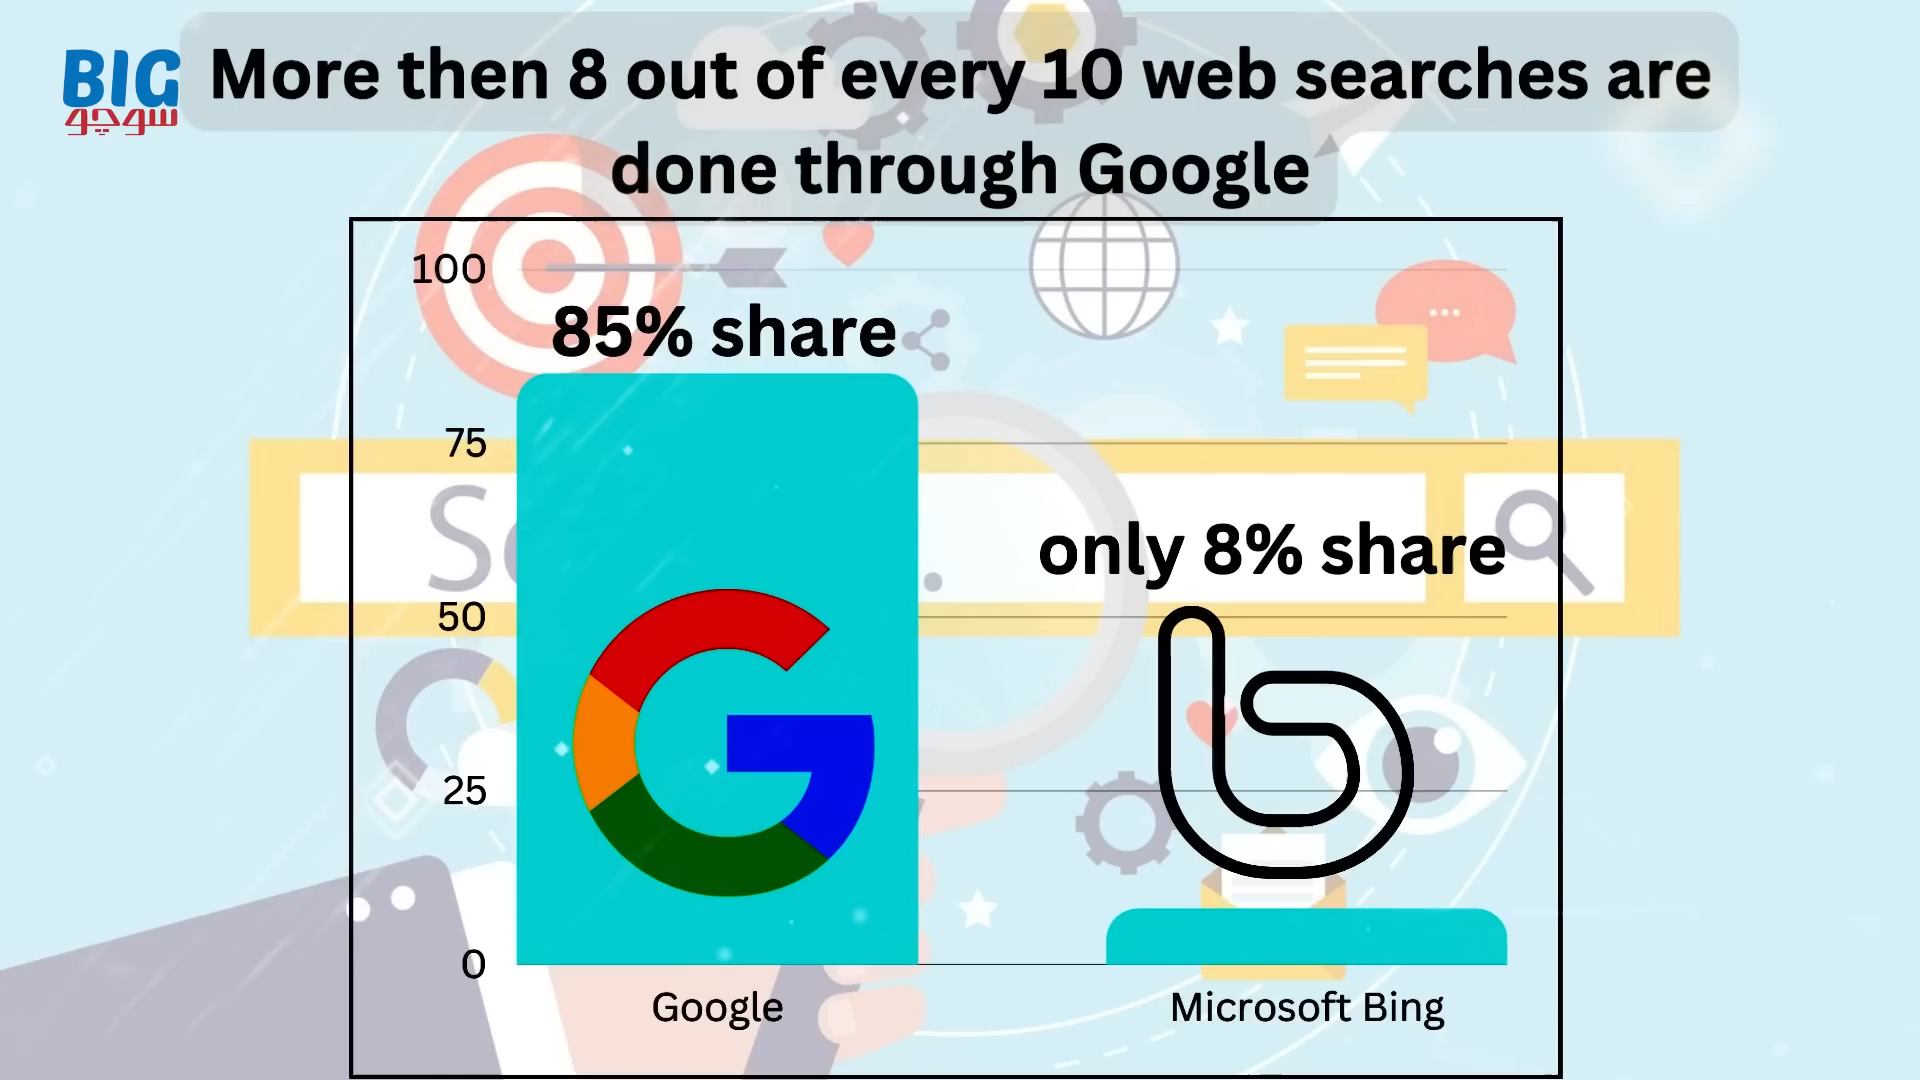 BIG
سوچو
More then 8 out of every 10 web searches are
done through Google
100
85% share
75
only 8% share
50
25
0
Google
Microsoft Bing